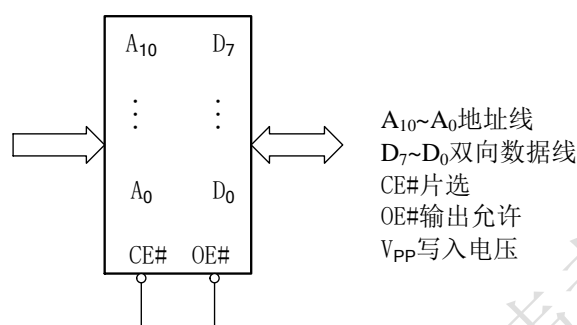 A₁₀ D₇
⋮ ⋮
A₀ D₀
CE# OE#
A₁₀~A₀地址线
D₇~D₀双向数据线
CE#片选
OE#输出允许
V_PP写入电压